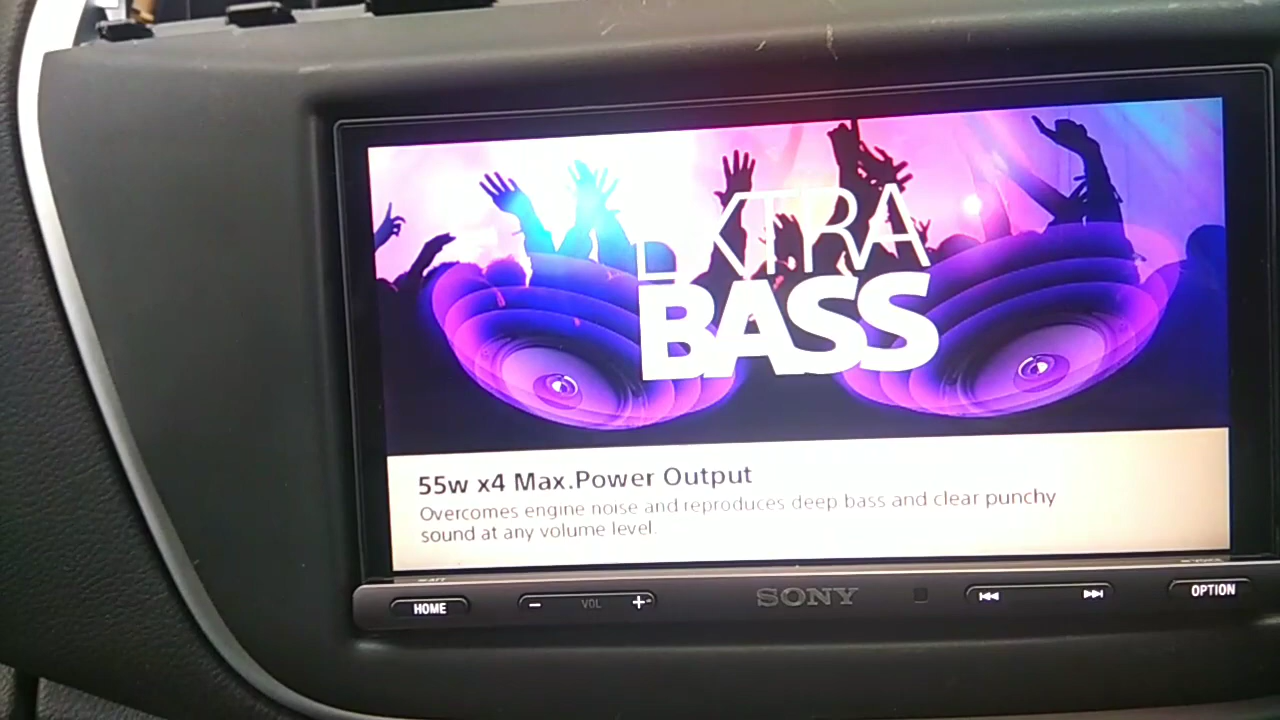 EXTRA
BASS
55w x4 Max.Power Output
Overcomes engine noise and reproduces deep bass and clear punchy
sound at any volume level.
HOME
VOL
SONY
OPTION